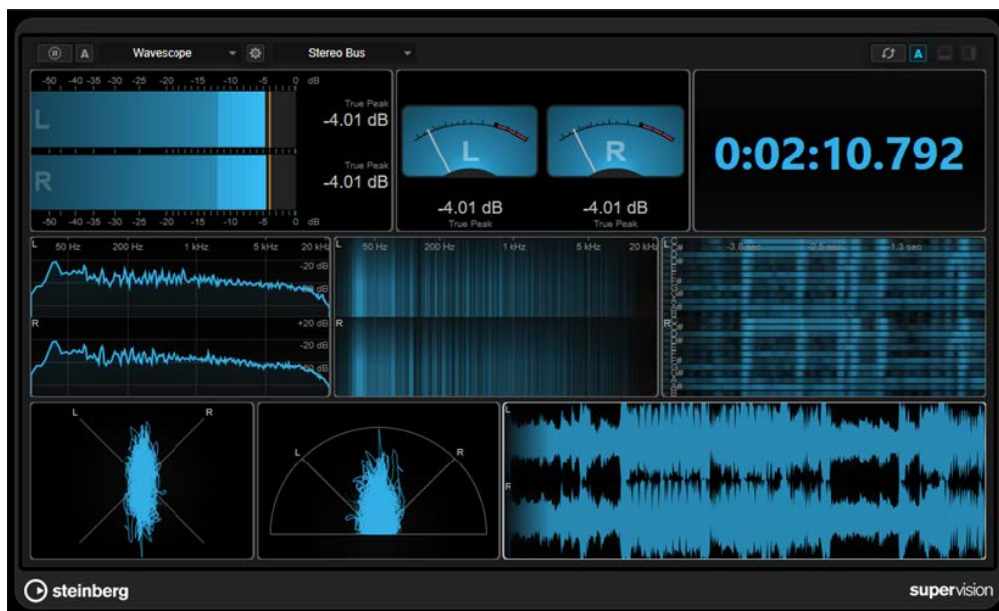 A Wavescope Stereo Bus A
-50 -40 -35 -30 -25 -20 -15 -10 -5 0 dB
L
True Peak
-4.01 dB
R
True Peak
-4.01 dB
-50 -40 -35 -30 -25 -20 -15 -10 -5 0 dB
L R
-4.01 dB -4.01 dB
True Peak True Peak
0:02:10.792
L 50 Hz 200 Hz 1 kHz 5 kHz 20 kHz
-20 dB
R +20 dB
-20 dB
L 50 Hz 200 Hz 1 kHz 5 kHz 20 kHz
R
L -3.8 sec -2.5 sec -1.3 sec
R
L R
L R
L
R
steinberg supervision